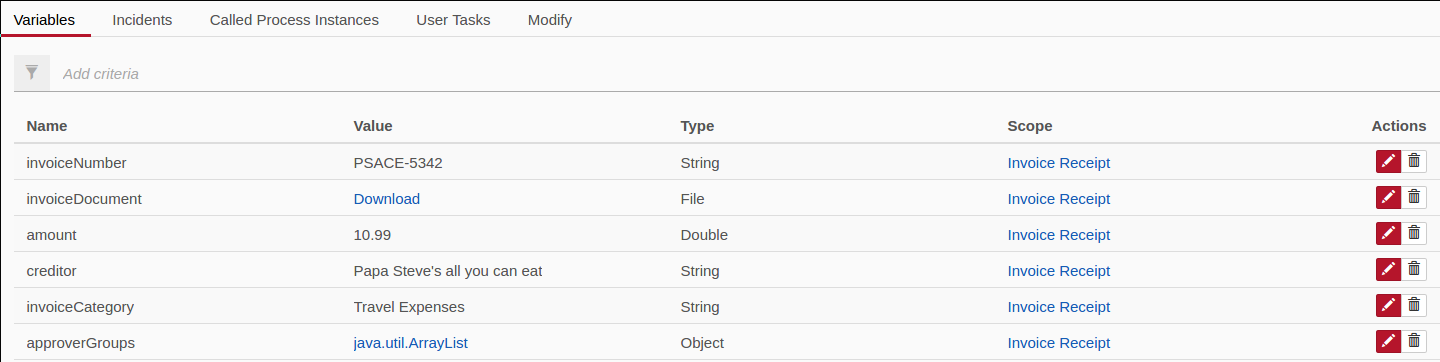 Variables Incidents Called Process Instances User Tasks Modify
Add criteria
Name Value Type Scope Actions
invoiceNumber PSACE-5342 String Invoice Receipt
invoiceDocument Download File Invoice Receipt
amount 10.99 Double Invoice Receipt
creditor Papa Steve's all you can eat String Invoice Receipt
invoiceCategory Travel Expenses String Invoice Receipt
approverGroups java.util.ArrayList Object Invoice Receipt